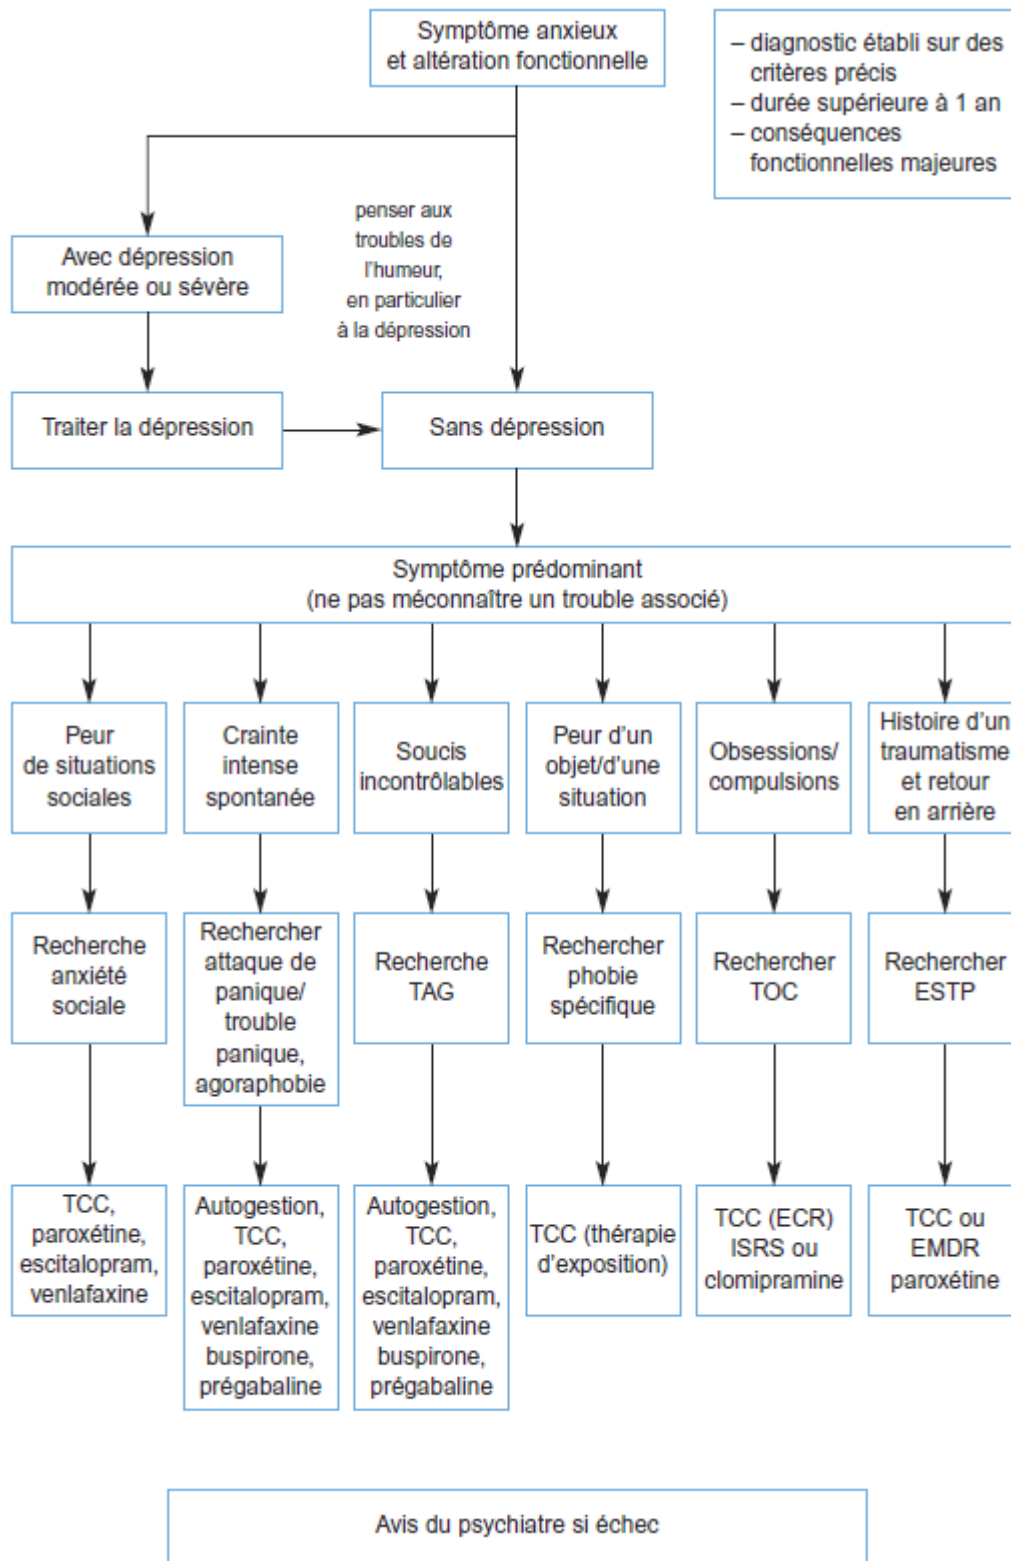 Symptôme anxieux
et altération fonctionnelle
– diagnostic établi sur des
critères précis
– durée supérieure à 1 an
– conséquences
fonctionnelles majeures
penser aux
troubles de
l'humeur,
en particulier
à la dépression
Avec dépression
modérée ou sévère
Traiter la dépression
Sans dépression
Symptôme prédominant
(ne pas méconnaître un trouble associé)
Peur
de situations
sociales
Crainte
intense
spontanée
Soucis
incontrôlables
Peur d'un
objet/d'une
situation
Obsessions/
compulsions
Histoire d'un
traumatisme
et retour
en arrière
Recherche
anxiété
sociale
Rechercher
attaque de
panique/
trouble
panique,
agoraphobie
Recherche
TAG
Rechercher
phobie
spécifique
Rechercher
TOC
Rechercher
ESTP
TCC,
paroxétine,
escitalopram,
venlafaxine
Autogestion,
TCC,
paroxétine,
escitalopram,
venlafaxine
buspirone,
prégabaline
Autogestion,
TCC,
paroxétine,
escitalopram,
venlafaxine
buspirone,
prégabaline
TCC (thérapie
d'exposition)
TCC (ECR)
ISRS ou
clomipramine
TCC ou
EMDR
paroxétine
Avis du psychiatre si échec